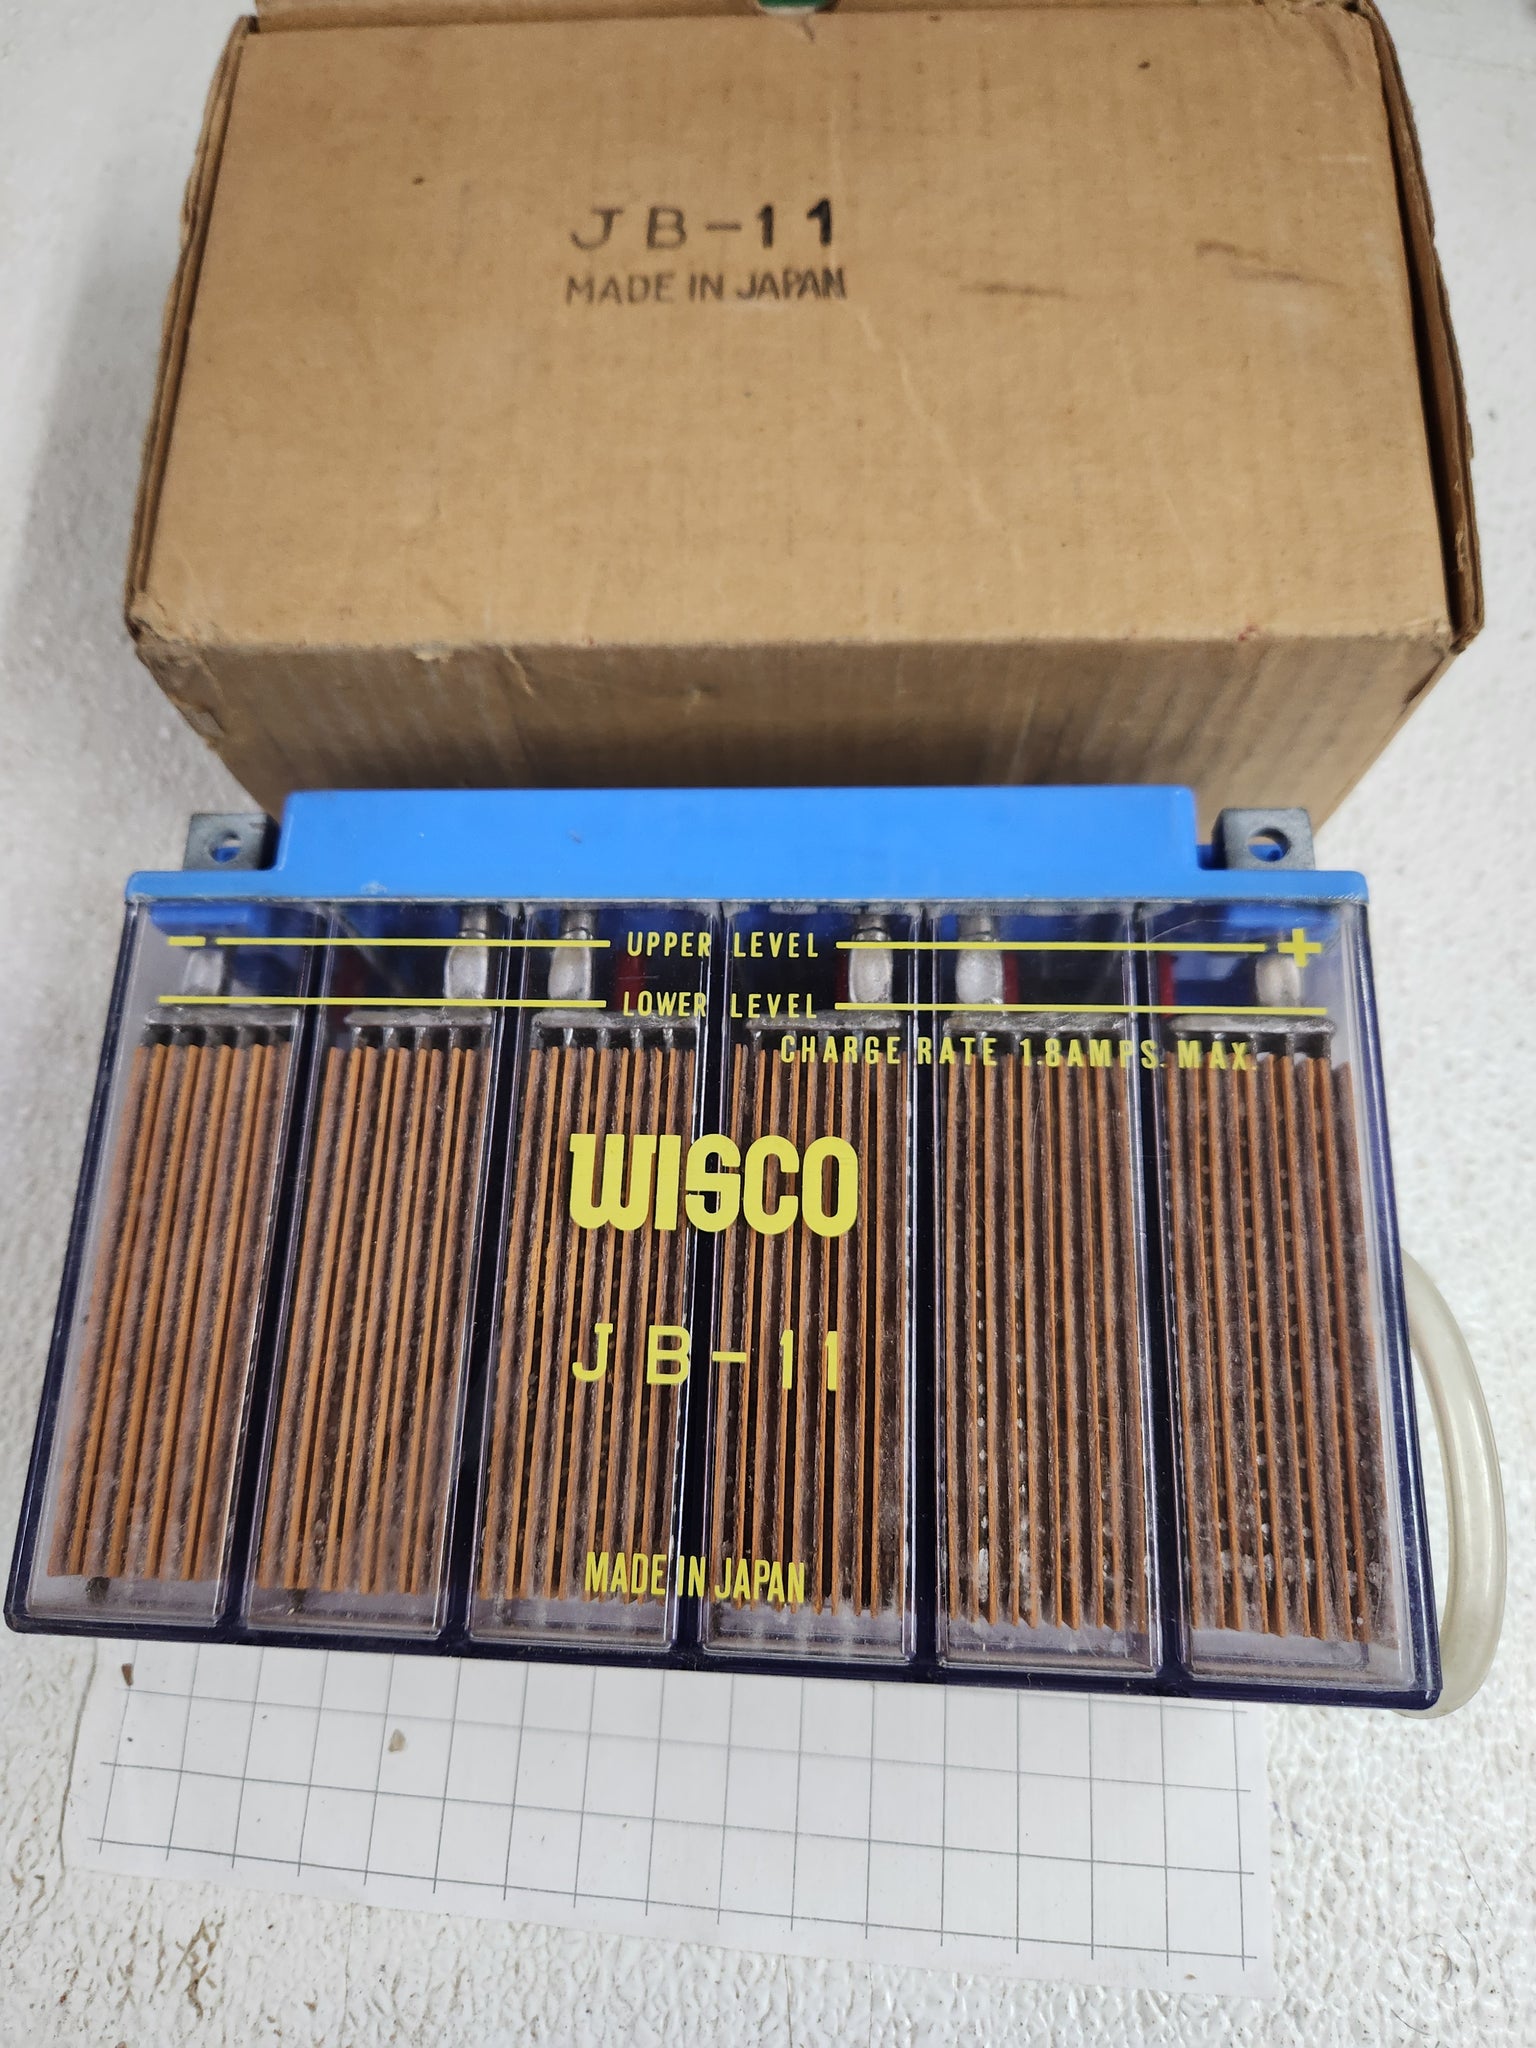 JB-11
MADE IN JAPAN
- UPPER LEVEL +
LOWER LEVEL
CHARGE RATE 1.8AMPS. MAX.
WISCO
JB-11
MADE IN JAPAN